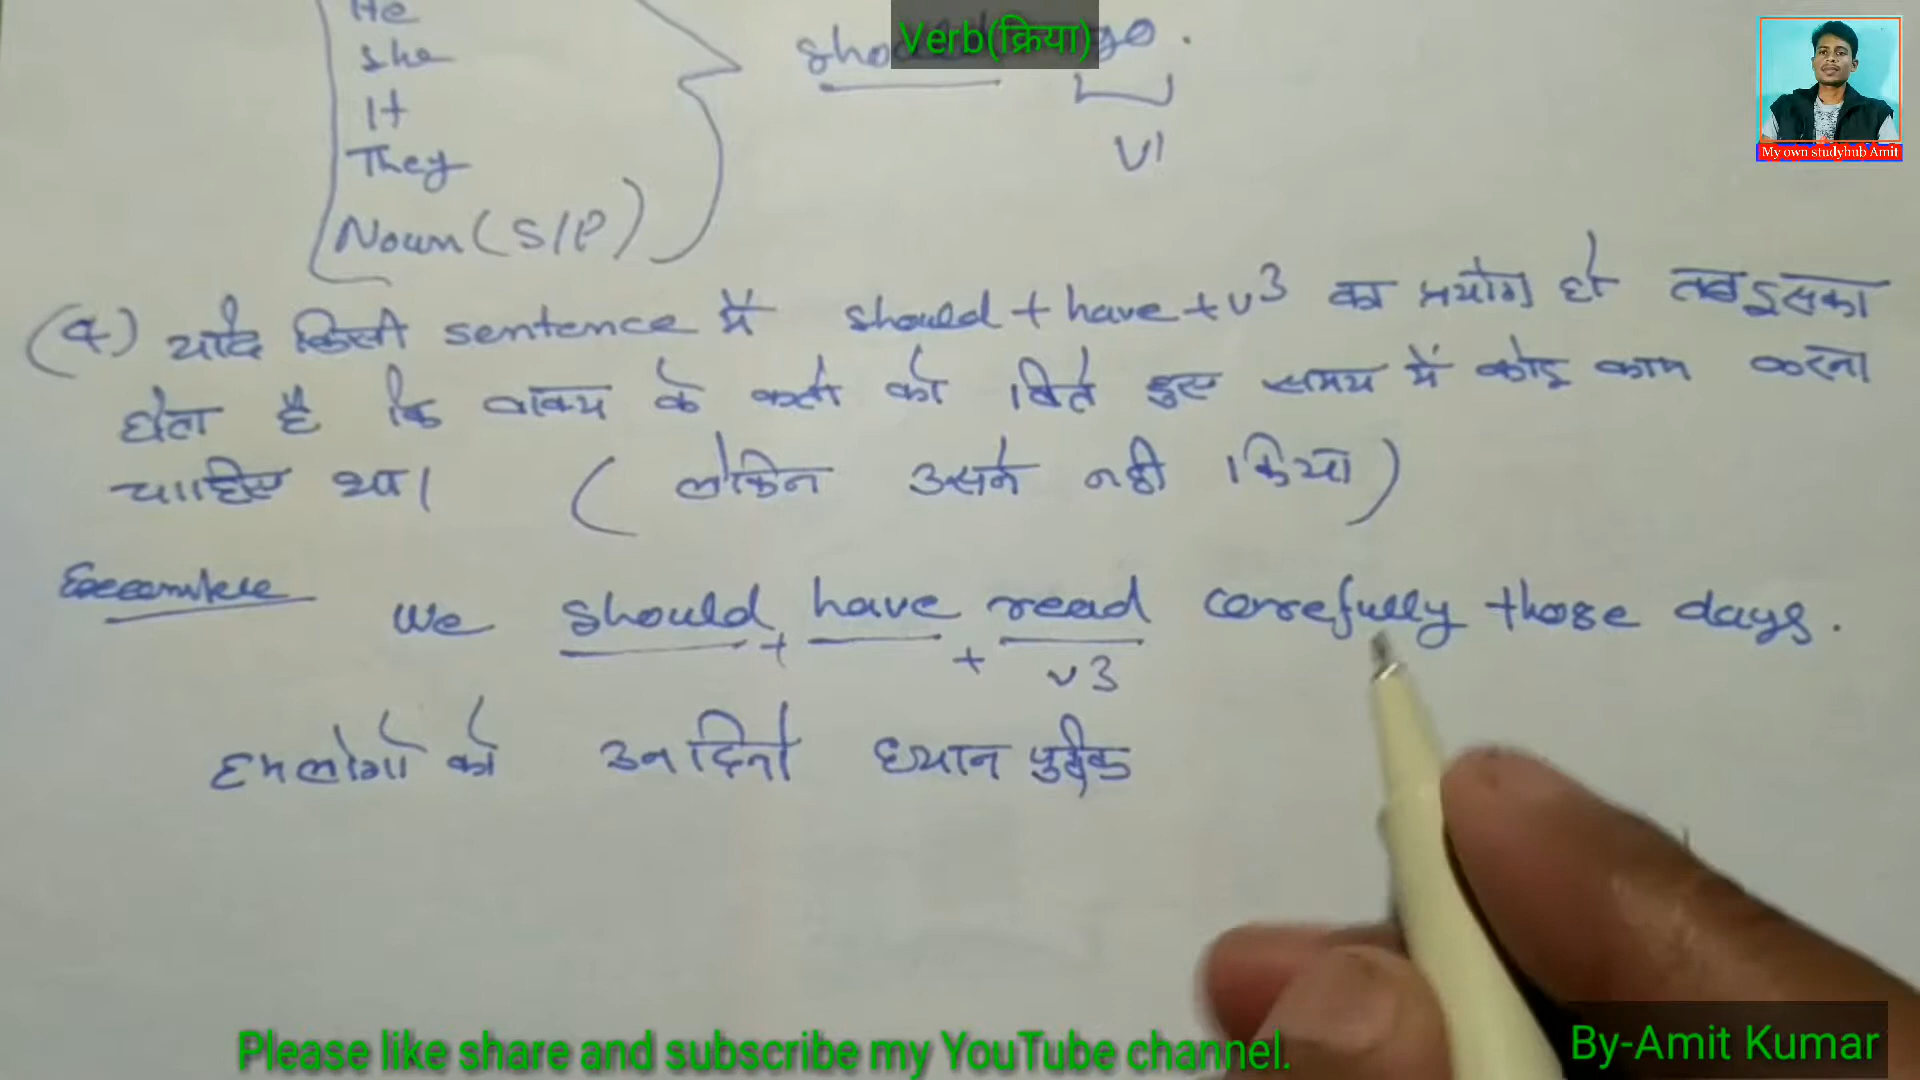 He
she
It
They
Noun (S/P)
should go.
V1
Verb(क्रिया)
My own studyhub Amit
(4) यदि किसी sentence में should + have + v3 का प्रयोग हो तब इसका
होता है कि वाक्य के कर्ता को बिते हुए समय में कोइ काम करना
चाहिए था। (लेकिन उसने नही किया)
Example
We should have read carefully those days.
+ + v3
हमलोगों को उन दिनों ध्यान पुर्वक
Please like share and subscribe my YouTube channel.
By-Amit Kumar